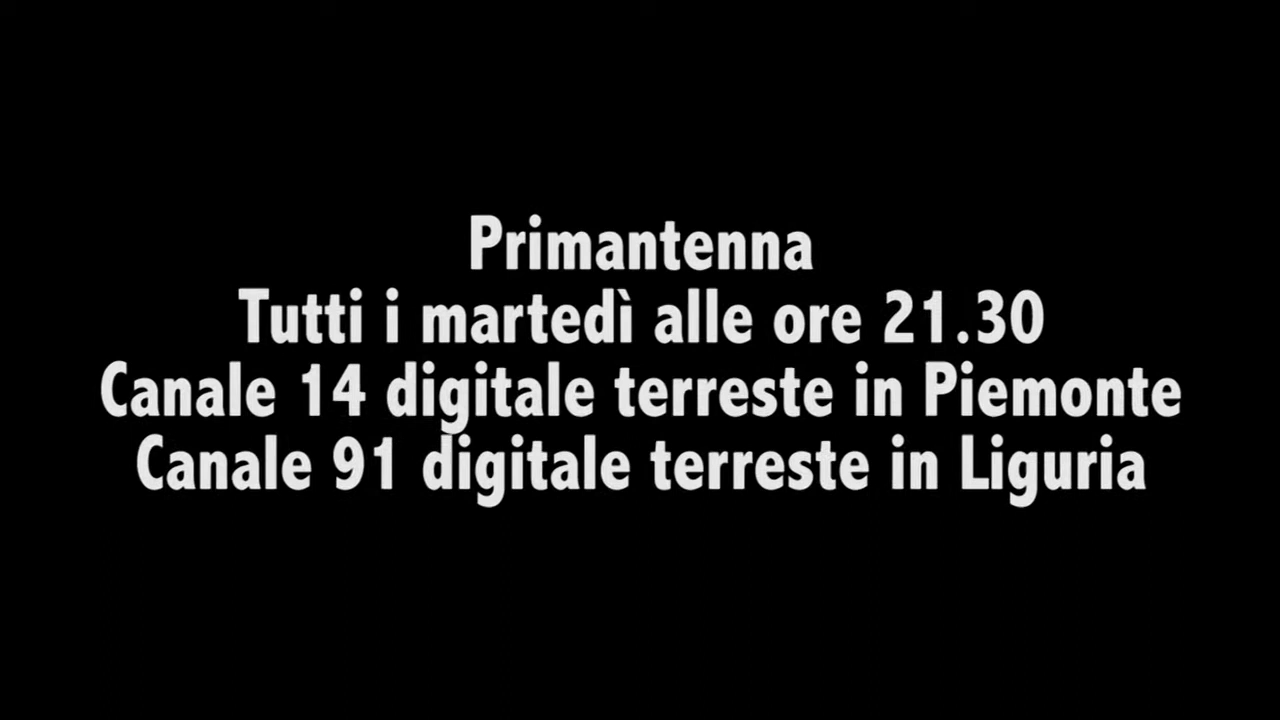 Primantenna
Tutti i martedì alle ore 21.30
Canale 14 digitale terreste in Piemonte
Canale 91 digitale terreste in Liguria